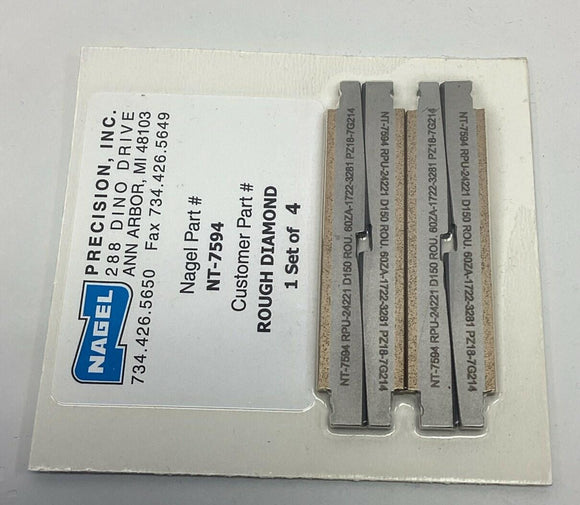 NAGEL
PRECISION, INC.
288 DINO DRIVE
ANN ARBOR, MI 48103
734.426.5650 Fax 734.426.5649
Nagel Part #
NT-7594
Customer Part #
ROUGH DIAMOND
1 Set of 4
NT-7594 RPU-24221 D150 ROU. 60ZA-1722-3281 PZ18-7G214
NT-7594 RPU-24221 D150 ROU. 60ZA-1722-3281 PZ18-7G214
NT-7594 RPU-24221 D150 ROU. 60ZA-1722-3281 PZ18-7G214
NT-7594 RPU-24221 D150 ROU. 60ZA-1722-3281 PZ18-7G214